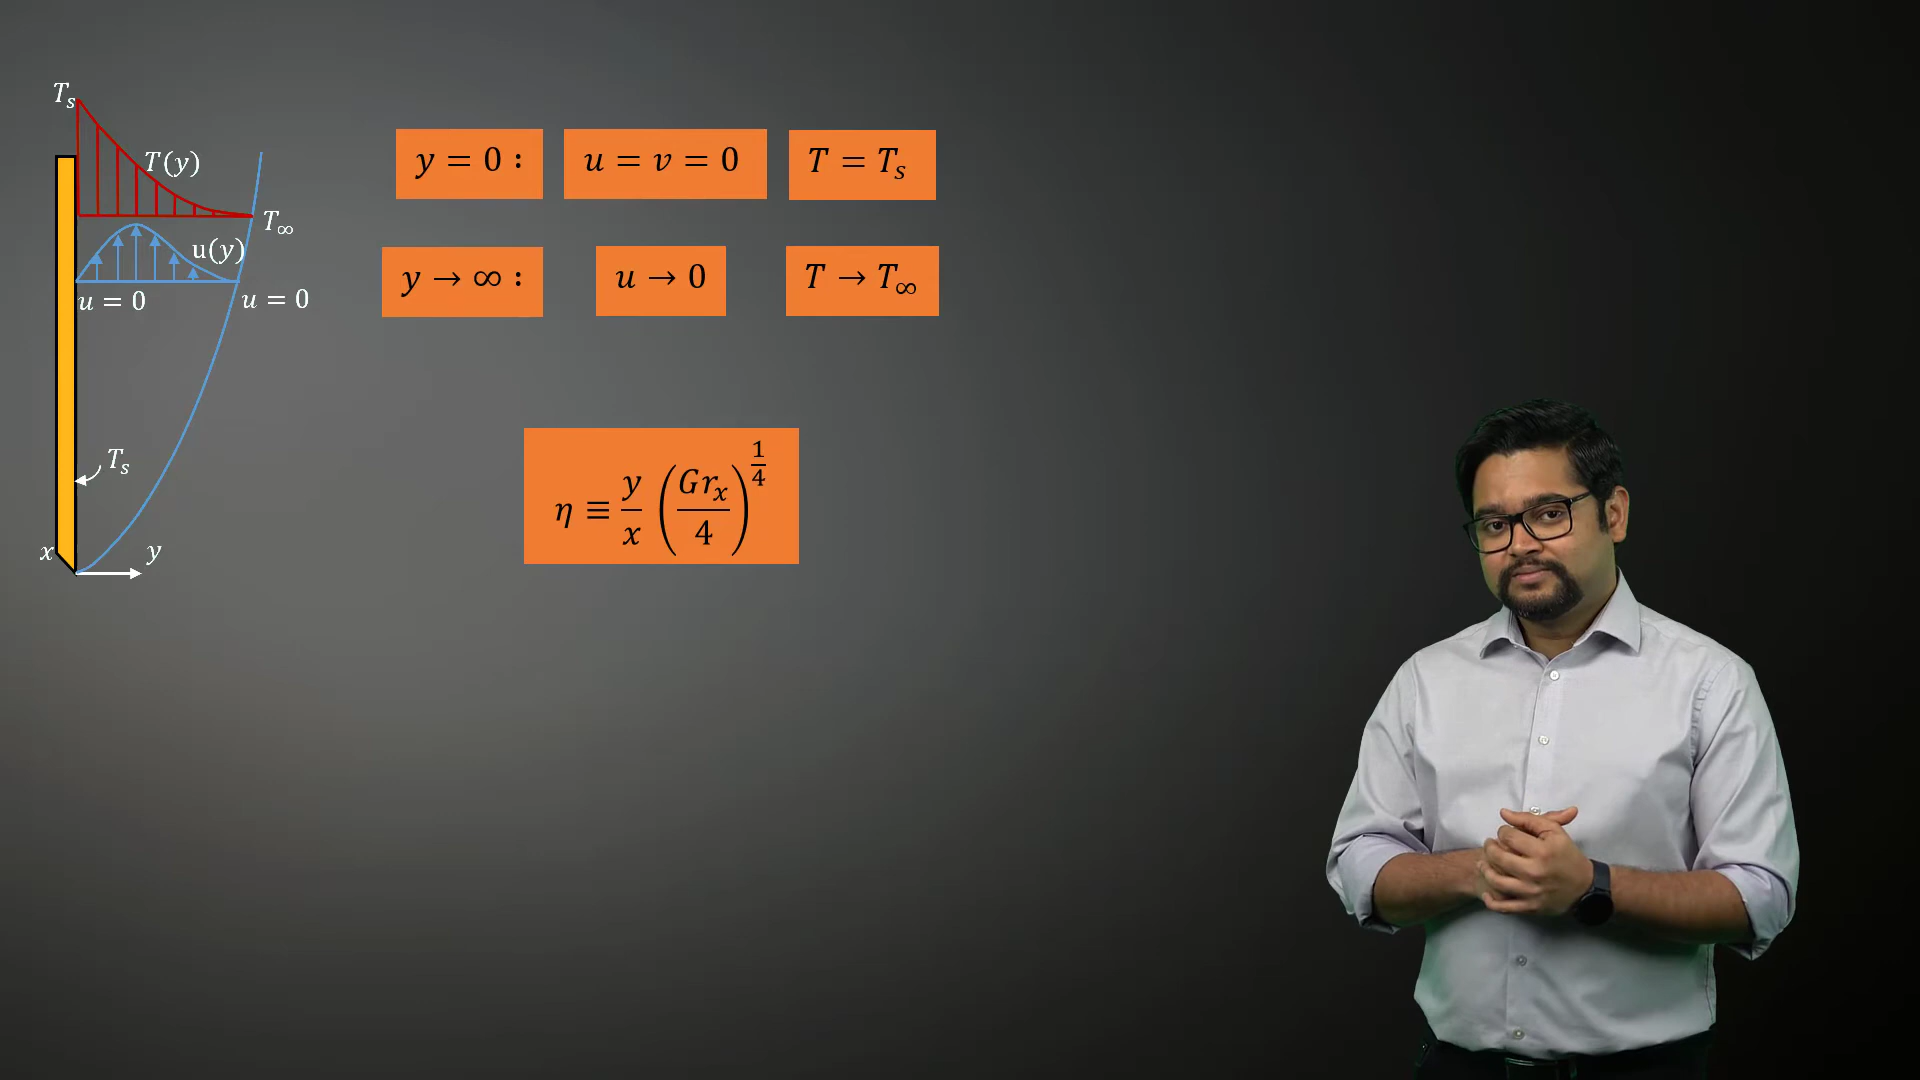 Tₛ
T(y)
T∞
u(y)
u = 0
u = 0
Tₛ
x
y
y = 0 :
u = v = 0
T = Tₛ
y → ∞ :
u → 0
T → T∞
η ≡ y/x (Grₓ/4)^(1/4)